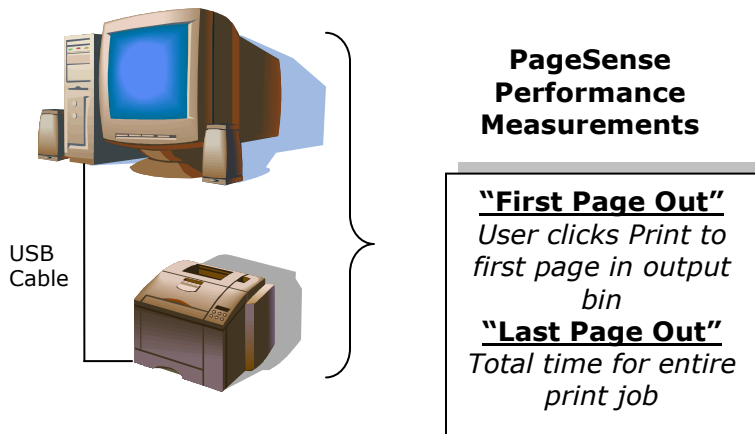 PageSense
Performance
Measurements
“First Page Out”
User clicks Print to
first page in output
bin
“Last Page Out”
Total time for entire
print job
USB
Cable